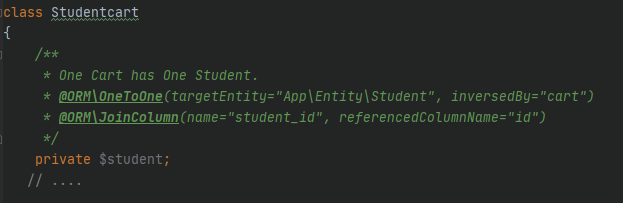 class Studentcart
{
/**
* One Cart has One Student.
* @ORM\OneToOne(targetEntity="App\Entity\Student", inversedBy="cart")
* @ORM\JoinColumn(name="student_id", referencedColumnName="id")
*/
private $student;
// ....